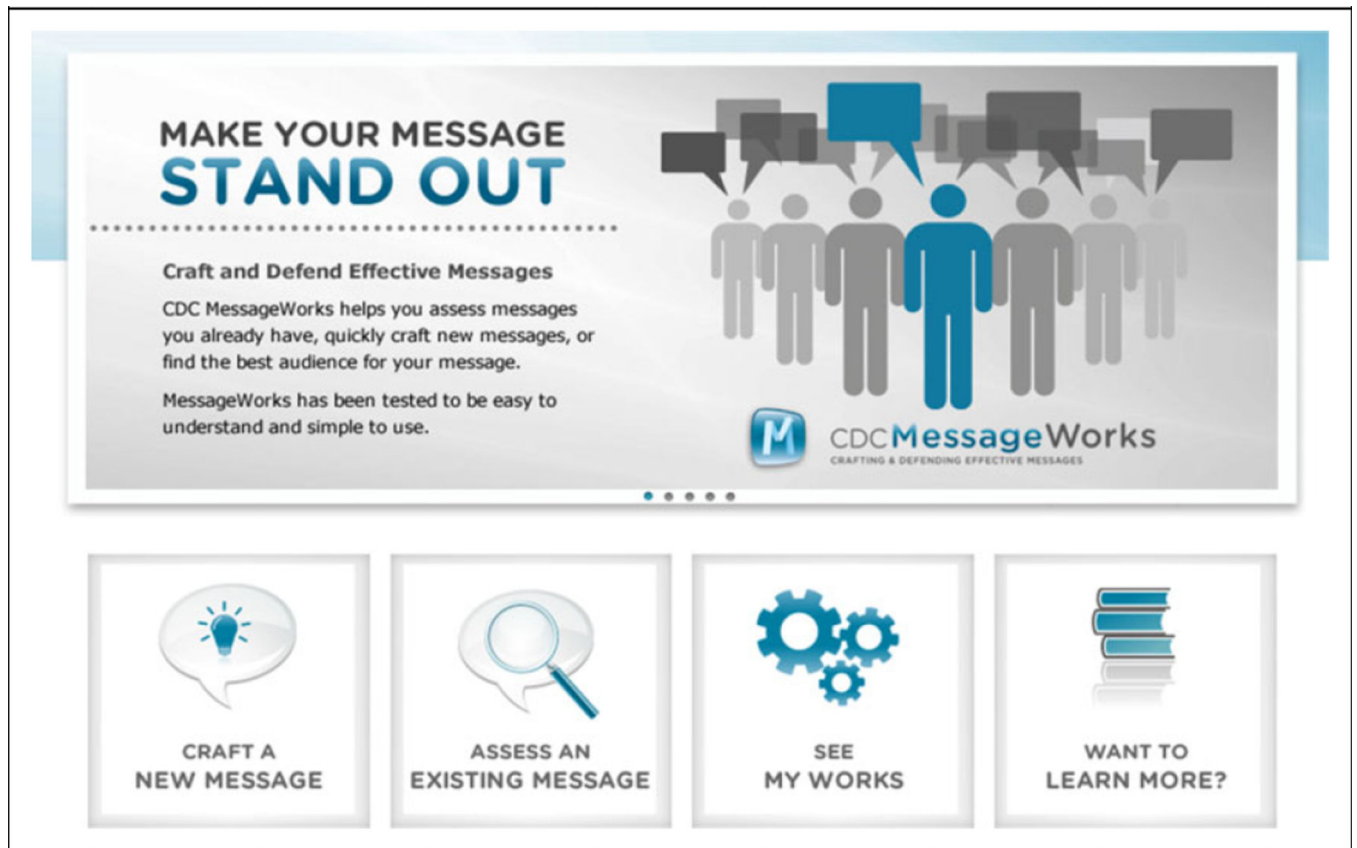 MAKE YOUR MESSAGE
STAND OUT
Craft and Defend Effective Messages
CDC MessageWorks helps you assess messages
you already have, quickly craft new messages, or
find the best audience for your message.
MessageWorks has been tested to be easy to
understand and simple to use.
M
CDCMessageWorks
CRAFTING & DEFENDING EFFECTIVE MESSAGES
CRAFT A
NEW MESSAGE
ASSESS AN
EXISTING MESSAGE
SEE
MY WORKS
WANT TO
LEARN MORE?